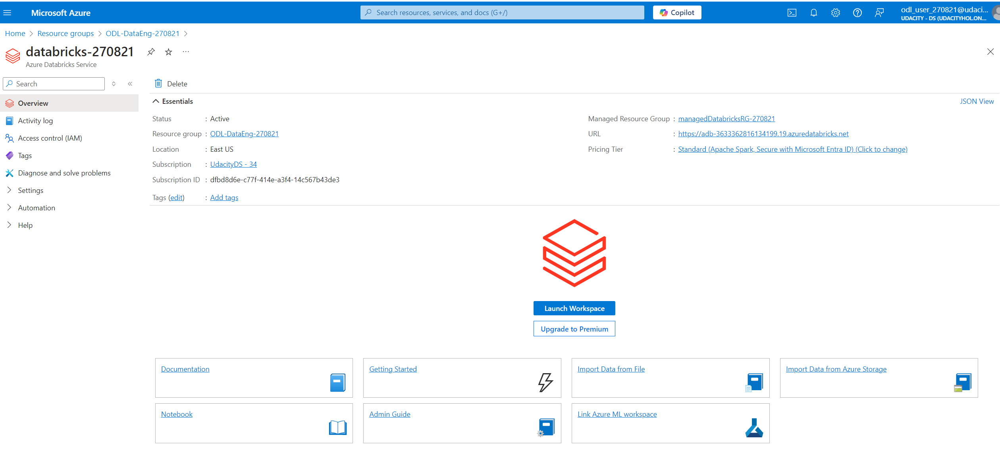 Microsoft Azure
Search resources, services, and docs (G+/)
Copilot
odl_user_270821@udaci...
UDACITY - DS (UDACITYHOL.ON...
Home > Resource groups > ODL-DataEng-270821 >
databricks-270821
Azure Databricks Service
Search
Delete
Overview
Activity log
Access control (IAM)
Tags
Diagnose and solve problems
Settings
Automation
Help
Essentials
JSON View
Status : Active
Resource group : ODL-DataEng-270821
Location : East US
Subscription : UdacityDS - 34
Subscription ID : dfbd8d6e-c77f-414e-a3f4-14c567b43de3
Tags (edit) : Add tags
Managed Resource Group : managedDatabricksRG-270821
URL : https://adb-3633362816134199.19.azuredatabricks.net
Pricing Tier : Standard (Apache Spark, Secure with Microsoft Entra ID) (Click to change)
Launch Workspace
Upgrade to Premium
Documentation
Getting Started
Import Data from File
Import Data from Azure Storage
Notebook
Admin Guide
Link Azure ML workspace